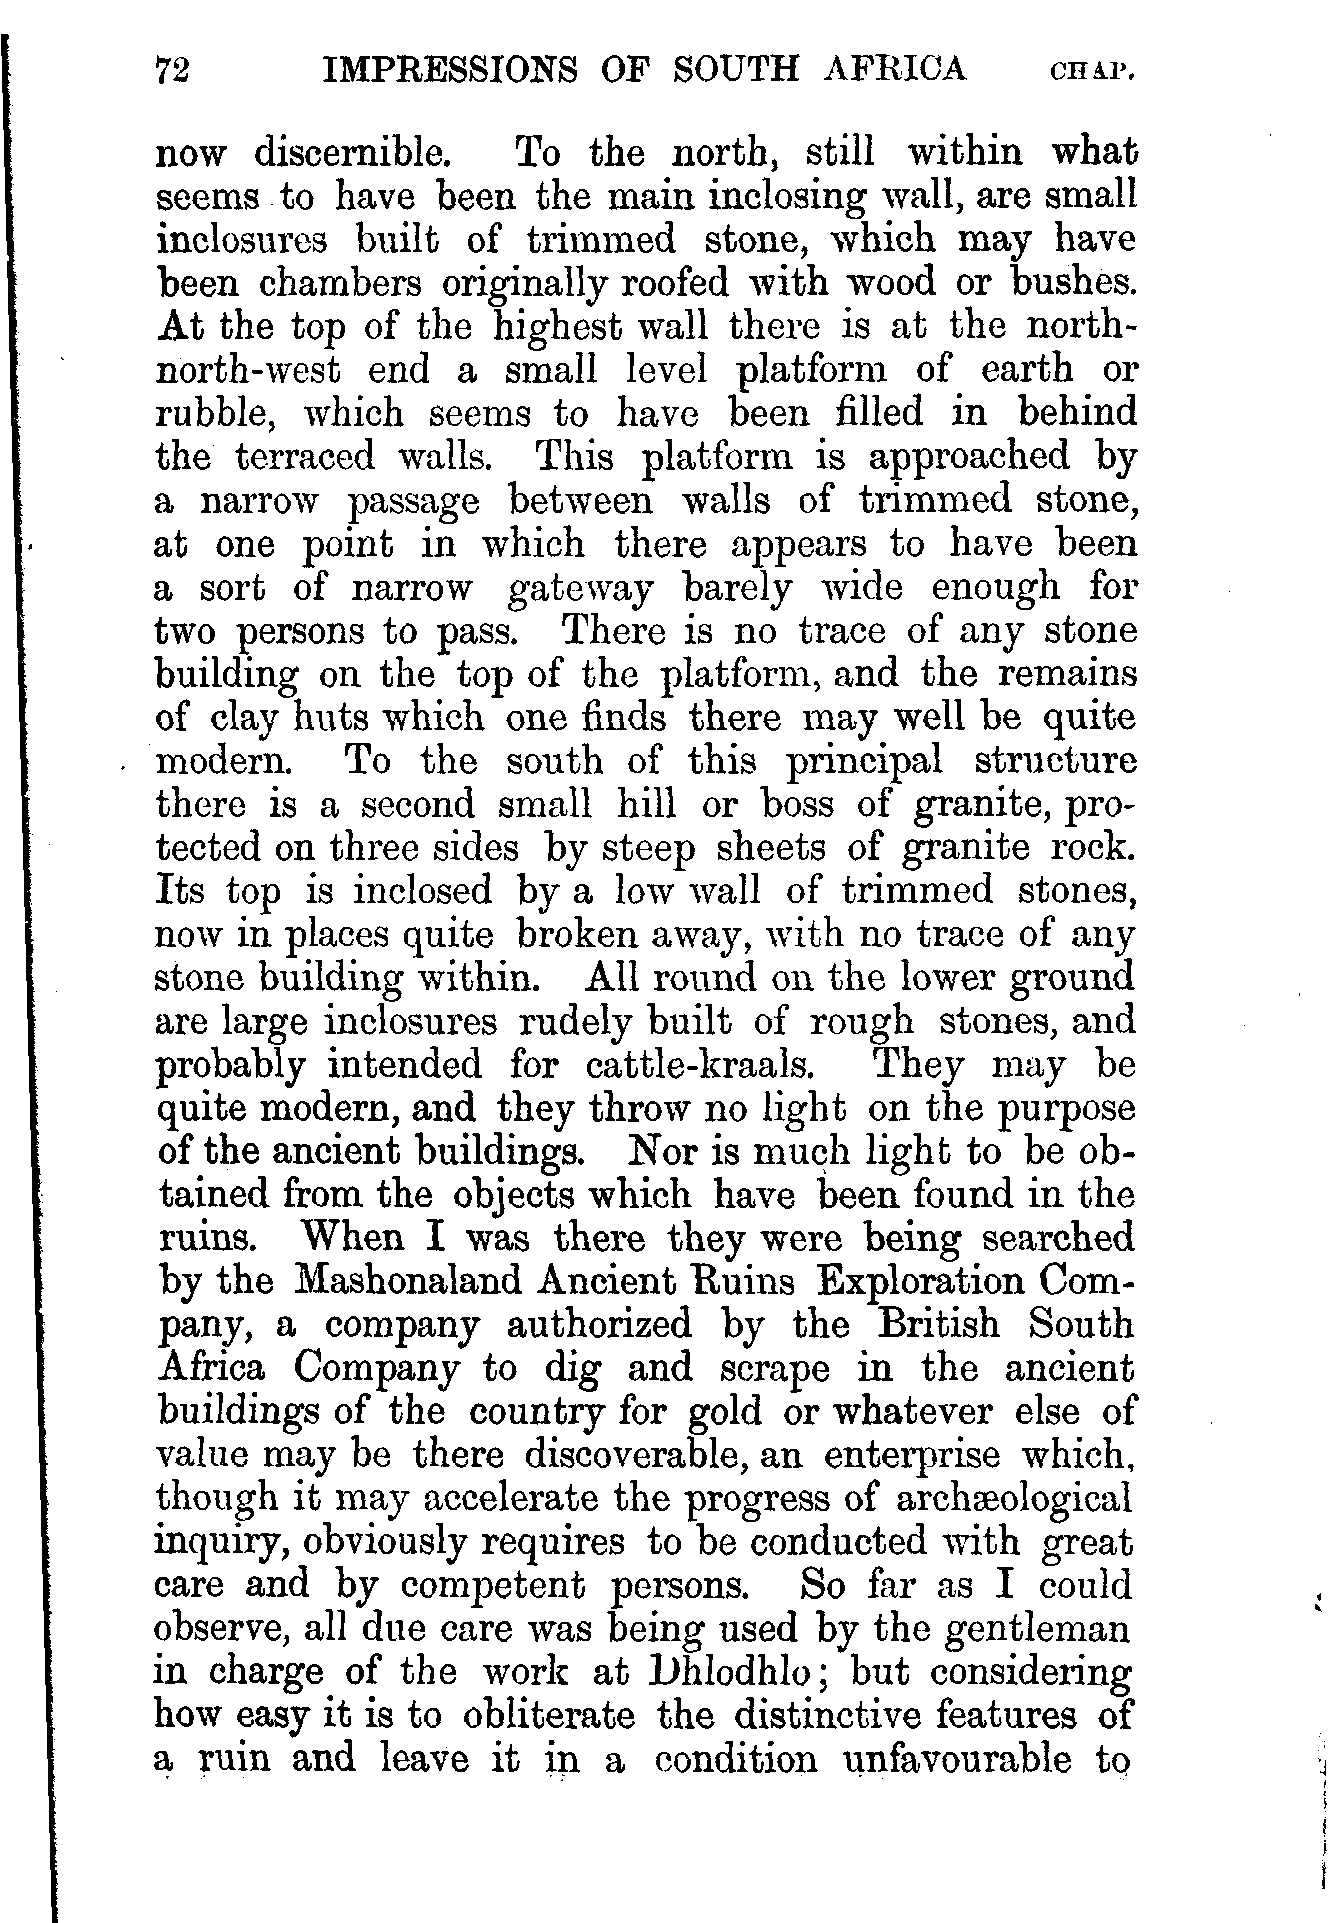 72 IMPRESSIONS OF SOUTH AFRICA CHAP.
now discernible. To the north, still within what
seems to have been the main inclosing wall, are small
inclosures built of trimmed stone, which may have
been chambers originally roofed with wood or bushes.
At the top of the highest wall there is at the north-
north-west end a small level platform of earth or
rubble, which seems to have been filled in behind
the terraced walls. This platform is approached by
a narrow passage between walls of trimmed stone,
at one point in which there appears to have been
a sort of narrow gateway barely wide enough for
two persons to pass. There is no trace of any stone
building on the top of the platform, and the remains
of clay huts which one finds there may well be quite
modern. To the south of this principal structure
there is a second small hill or boss of granite, pro-
tected on three sides by steep sheets of granite rock.
Its top is inclosed by a low wall of trimmed stones,
now in places quite broken away, with no trace of any
stone building within. All round on the lower ground
are large inclosures rudely built of rough stones, and
probably intended for cattle-kraals. They may be
quite modern, and they throw no light on the purpose
of the ancient buildings. Nor is much light to be ob-
tained from the objects which have been found in the
ruins. When I was there they were being searched
by the Mashonaland Ancient Ruins Exploration Com-
pany, a company authorized by the British South
Africa Company to dig and scrape in the ancient
buildings of the country for gold or whatever else of
value may be there discoverable, an enterprise which,
though it may accelerate the progress of archæological
inquiry, obviously requires to be conducted with great
care and by competent persons. So far as I could
observe, all due care was being used by the gentleman
in charge of the work at Dhlodhlo; but considering
how easy it is to obliterate the distinctive features of
a ruin and leave it in a condition unfavourable to